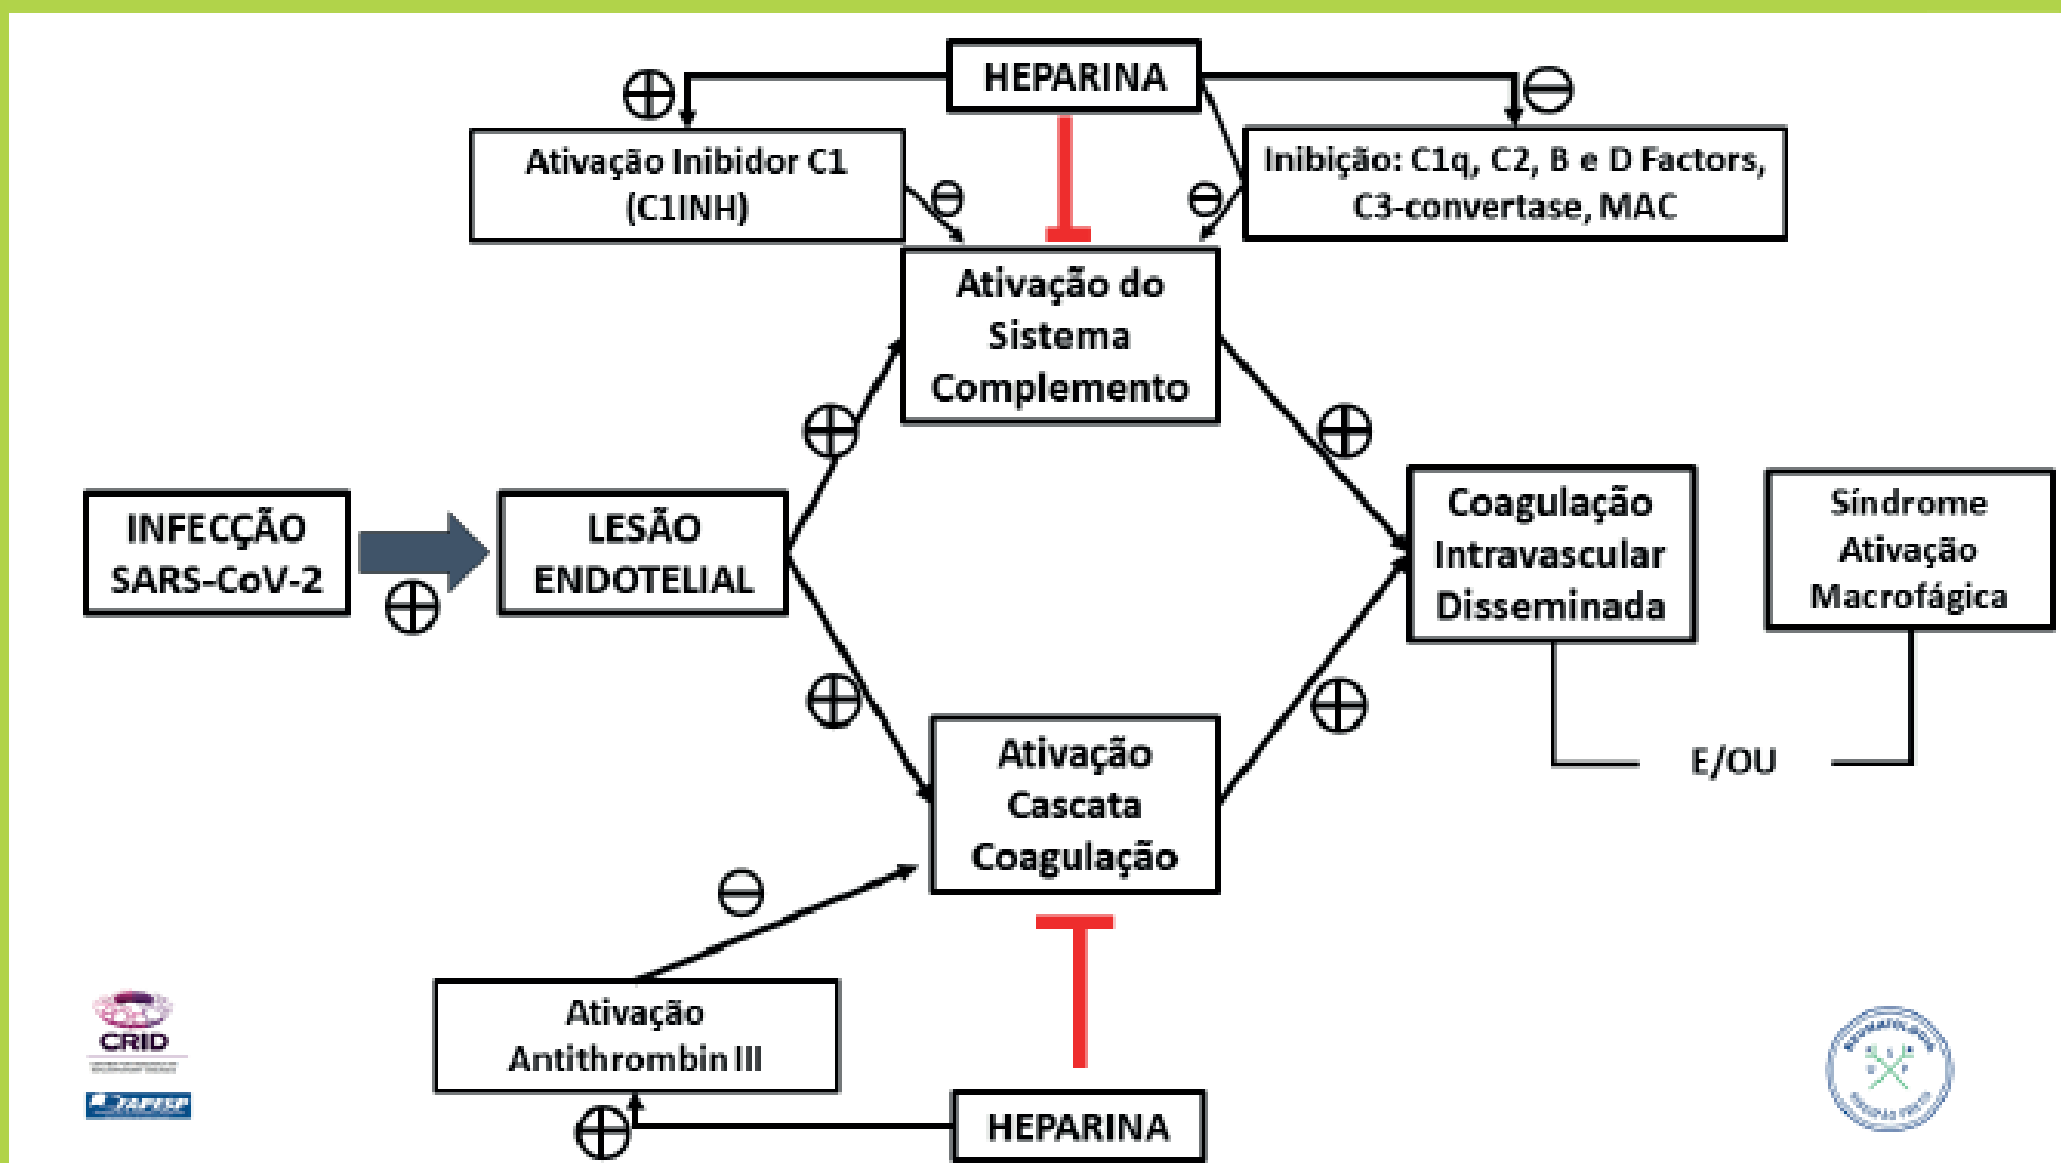 HEPARINA
Ativação Inibidor C1
(C1INH)
Inibição: C1q, C2, B e D Factors,
C3-convertase, MAC
Ativação do
Sistema
Complemento
INFECÇÃO
SARS-CoV-2
LESÃO
ENDOTELIAL
Coagulação
Intravascular
Disseminada
Síndrome
Ativação
Macrofágica
E/OU
Ativação
Cascata
Coagulação
Ativação
Antithrombin III
HEPARINA
CRID
FAPESP